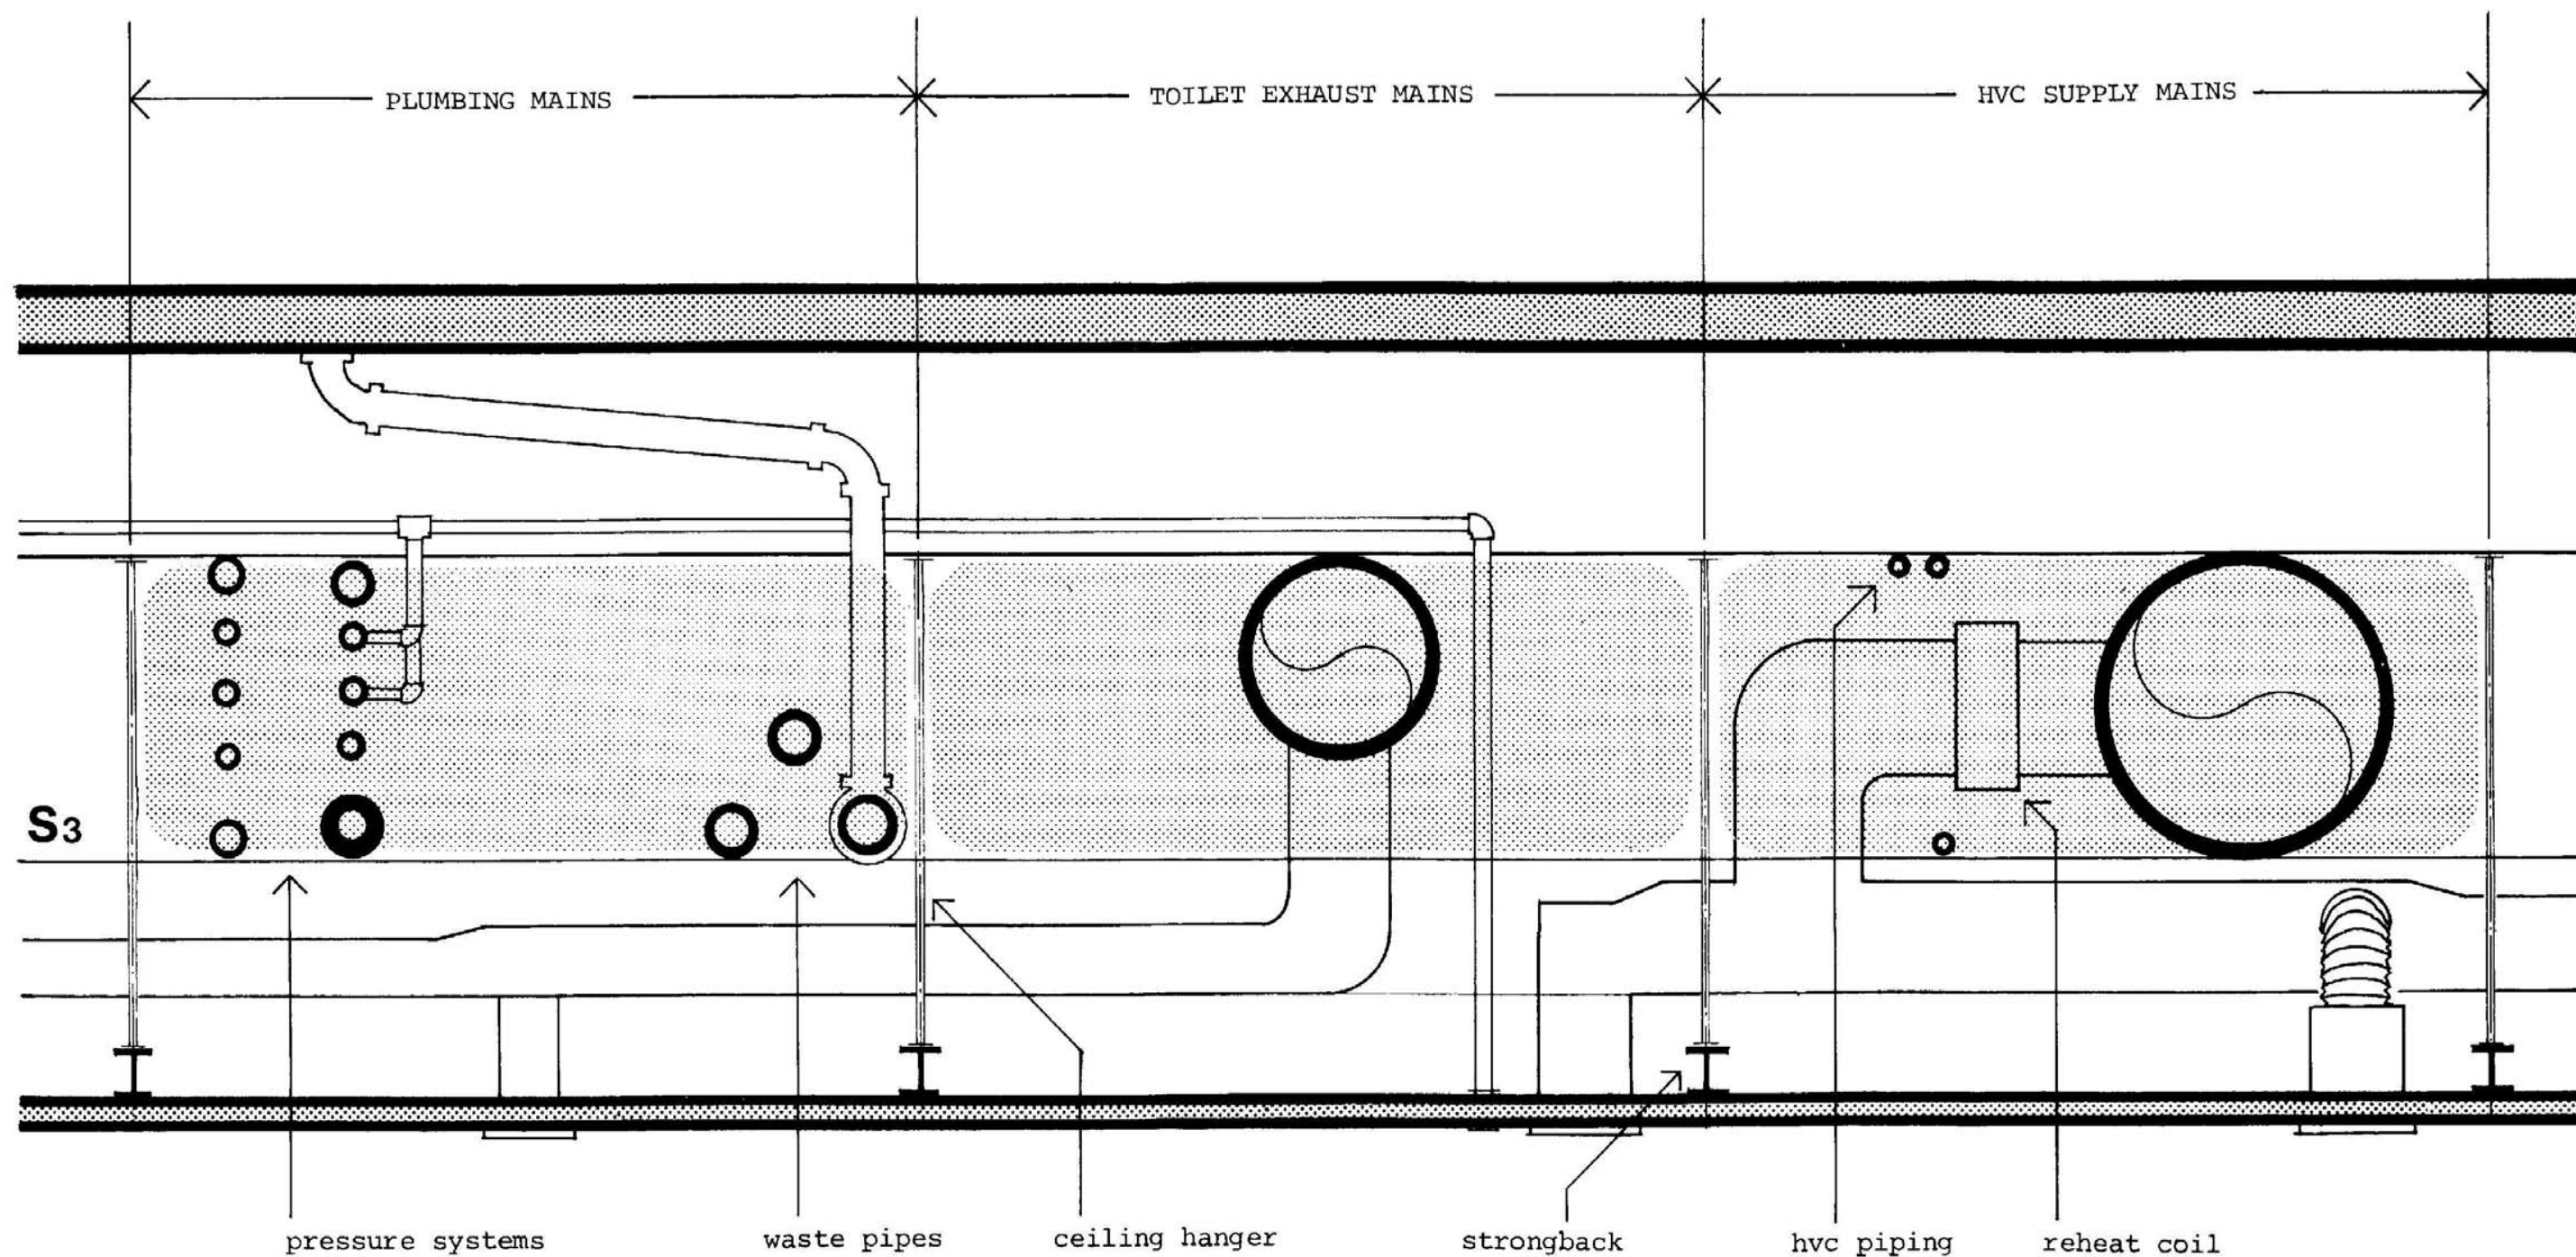 PLUMBING MAINS
TOILET EXHAUST MAINS
HVC SUPPLY MAINS
S3
pressure systems
waste pipes
ceiling hanger
strongback
hvc piping
reheat coil